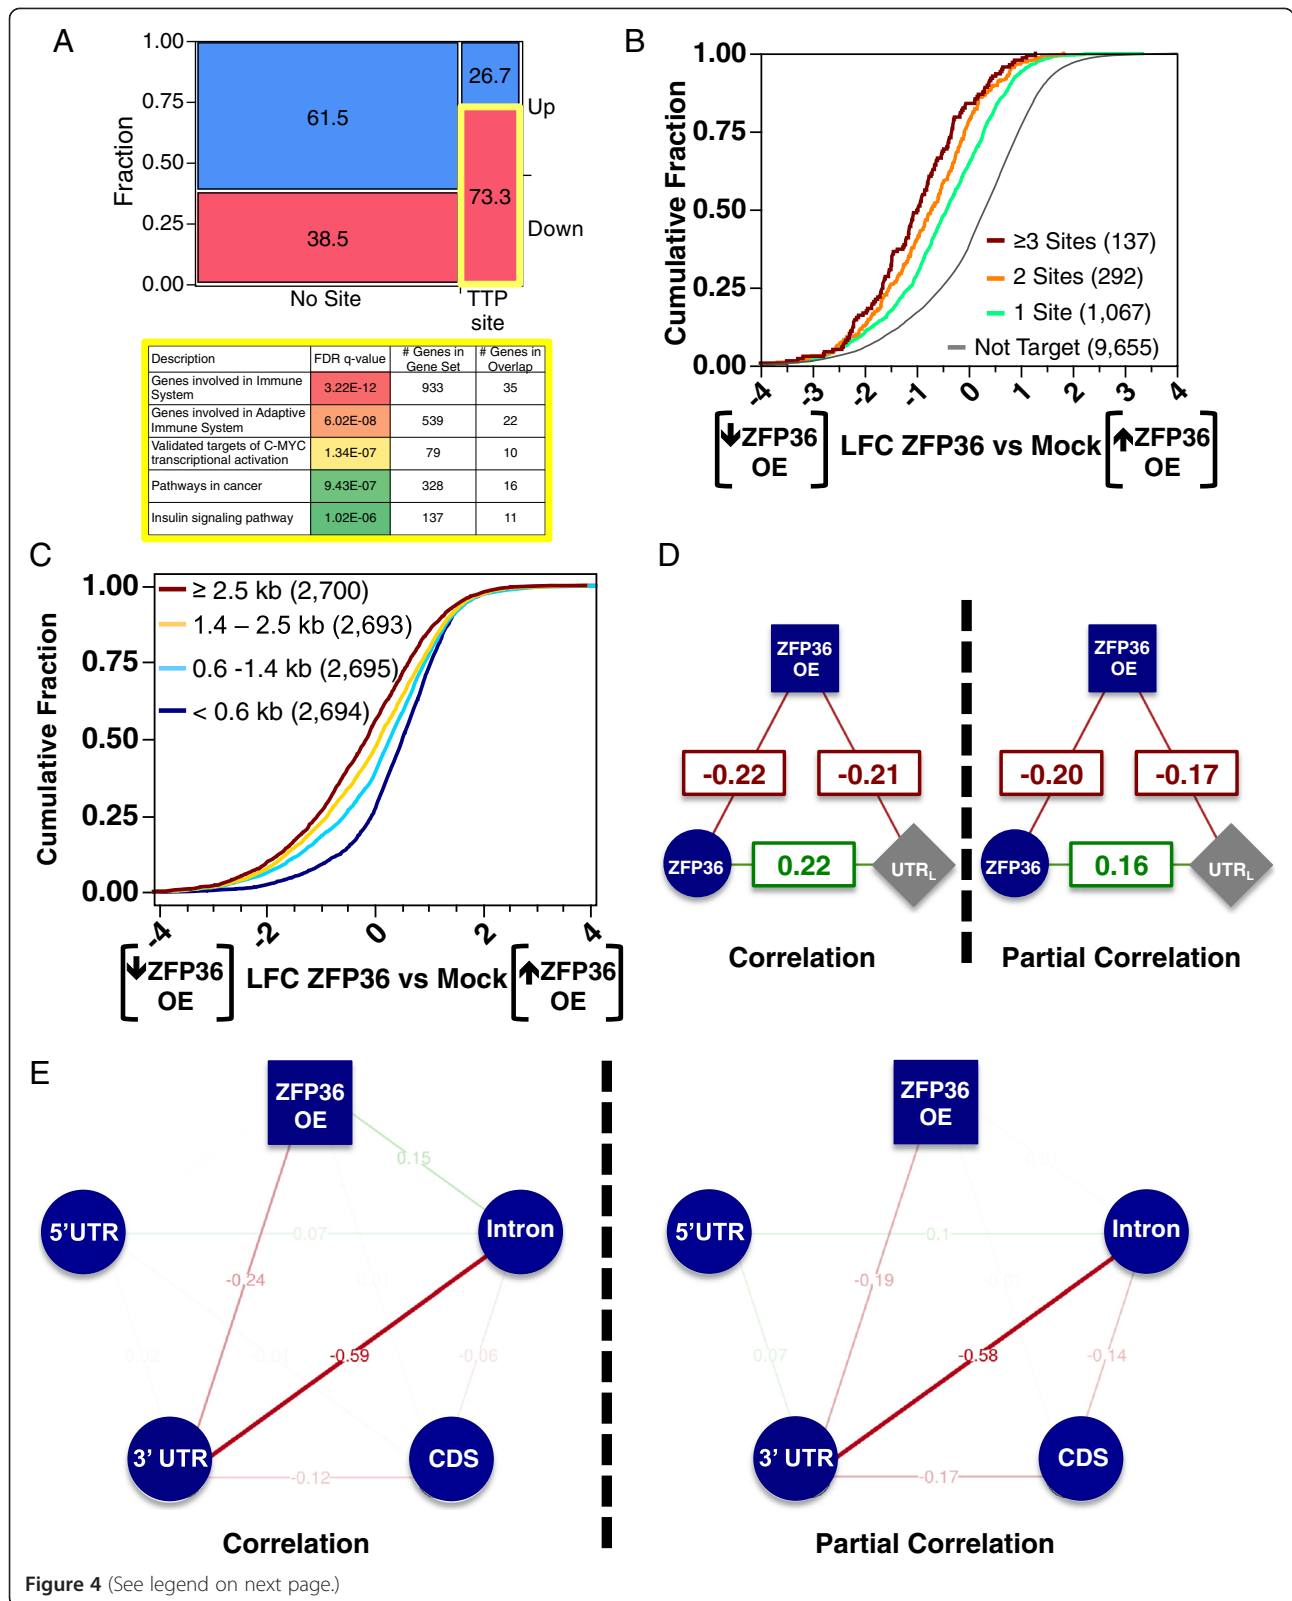 A
1.00
0.75
0.50
0.25
0.00
Fraction
61.5
38.5
26.7
73.3
Up
Down
No Site
TTP
site
Description
FDR q-value
# Genes in
Gene Set
# Genes in
Overlap
Genes involved in Immune
System
3.22E-12
933
35
Genes involved in Adaptive
Immune System
6.02E-08
539
22
Validated targets of C-MYC
transcriptional activation
1.34E-07
79
10
Pathways in cancer
9.43E-07
328
16
Insulin signaling pathway
1.02E-06
137
11
B
1.00
0.75
0.50
0.25
0.00
Cumulative Fraction
≥3 Sites (137)
2 Sites (292)
1 Site (1,067)
Not Target (9,655)
-4 -3 -2 -1 0 1 2 3 4
↓ZFP36
OE
LFC ZFP36 vs Mock
↑ZFP36
OE
C
1.00
0.75
0.50
0.25
0.00
Cumulative Fraction
≥ 2.5 kb (2,700)
1.4 – 2.5 kb (2,693)
0.6 -1.4 kb (2,695)
< 0.6 kb (2,694)
-4 -2 0 2 4
↓ZFP36
OE
LFC ZFP36 vs Mock
↑ZFP36
OE
D
ZFP36
OE
-0.22
-0.21
ZFP36
0.22
UTRL
Correlation
ZFP36
OE
-0.20
-0.17
ZFP36
0.16
UTRL
Partial Correlation
E
ZFP36
OE
0.15
5'UTR
Intron
0.07
-0.24
0.01
0.02
-0.01
-0.59
-0.06
3' UTR
CDS
-0.12
Correlation
ZFP36
OE
0.01
5'UTR
Intron
0.1
-0.19
-0.01
0.07
-0.58
-0.14
3' UTR
CDS
-0.17
Partial Correlation
Figure 4 (See legend on next page.)